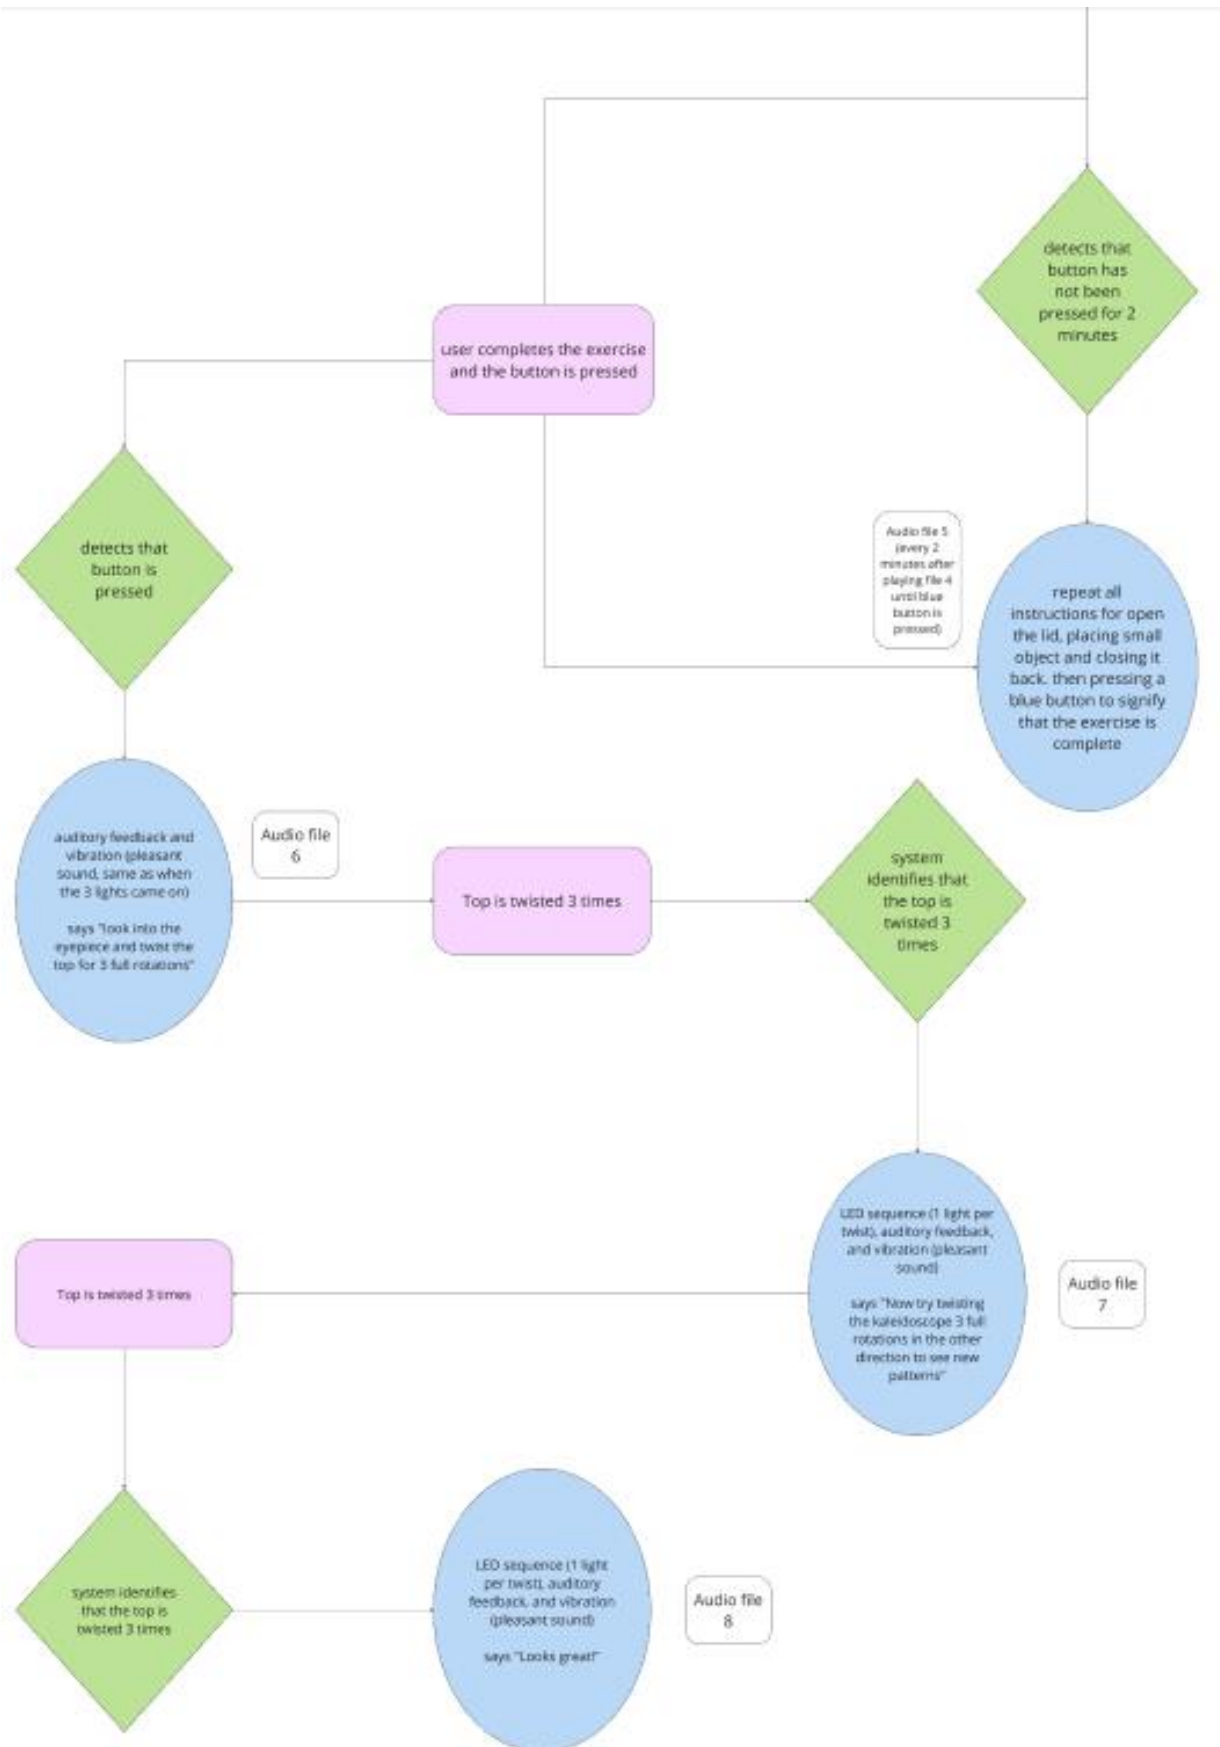 detects that
button has
not been
pressed for 2
minutes
user completes the exercise
and the button is pressed
detects that
button is
pressed
Audio file 5
(every 2
minutes after
playing file 4
until blue
button is
pressed)
repeat all
instructions for open
the lid, placing small
object and closing it
back. then pressing a
blue button to signify
that the exercise is
complete
auditory feedback and
vibration (pleasant
sound, same as when
the 3 lights came on)
says "look into the
eyepiece and twist the
top for 3 full rotations"
Audio file
6
Top is twisted 3 times
system
identifies that
the top is
twisted 3
times
LED sequence (1 light per
twist), auditory feedback,
and vibration (pleasant
sound)
says "Now try twisting
the kaleidoscope 3 full
rotations in the other
direction to see new
patterns"
Audio file
7
Top is twisted 3 times
system identifies
that the top is
twisted 3 times
LED sequence (1 light
per twist), auditory
feedback, and vibration
(pleasant sound)
says "Looks great!"
Audio file
8